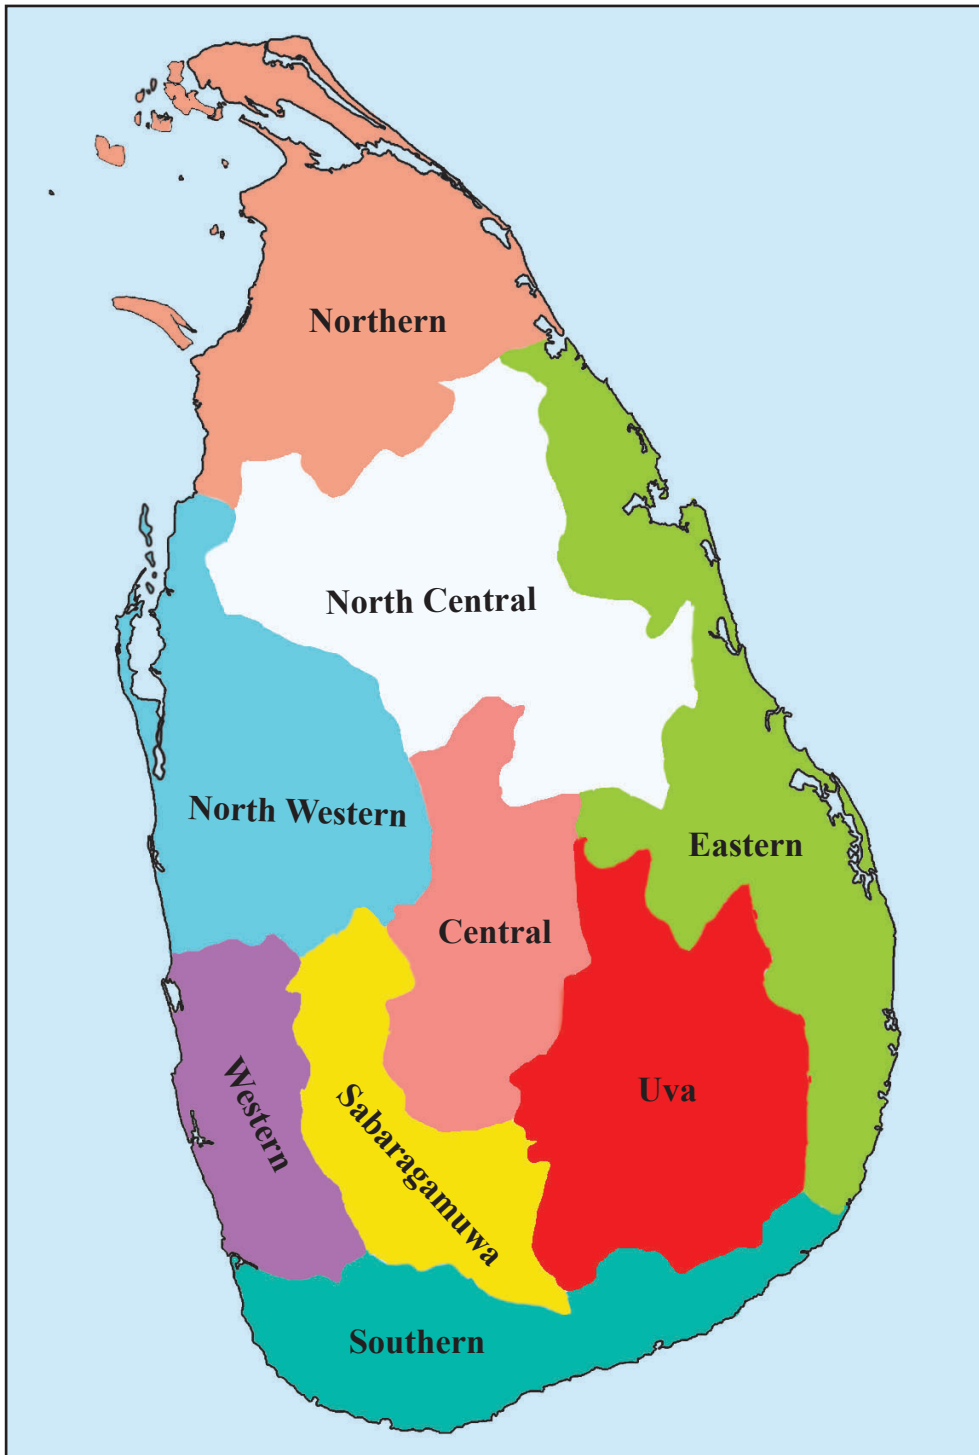 Northern
North Central
North Western
Eastern
Central
Western
Sabaragamuwa
Uva
Southern